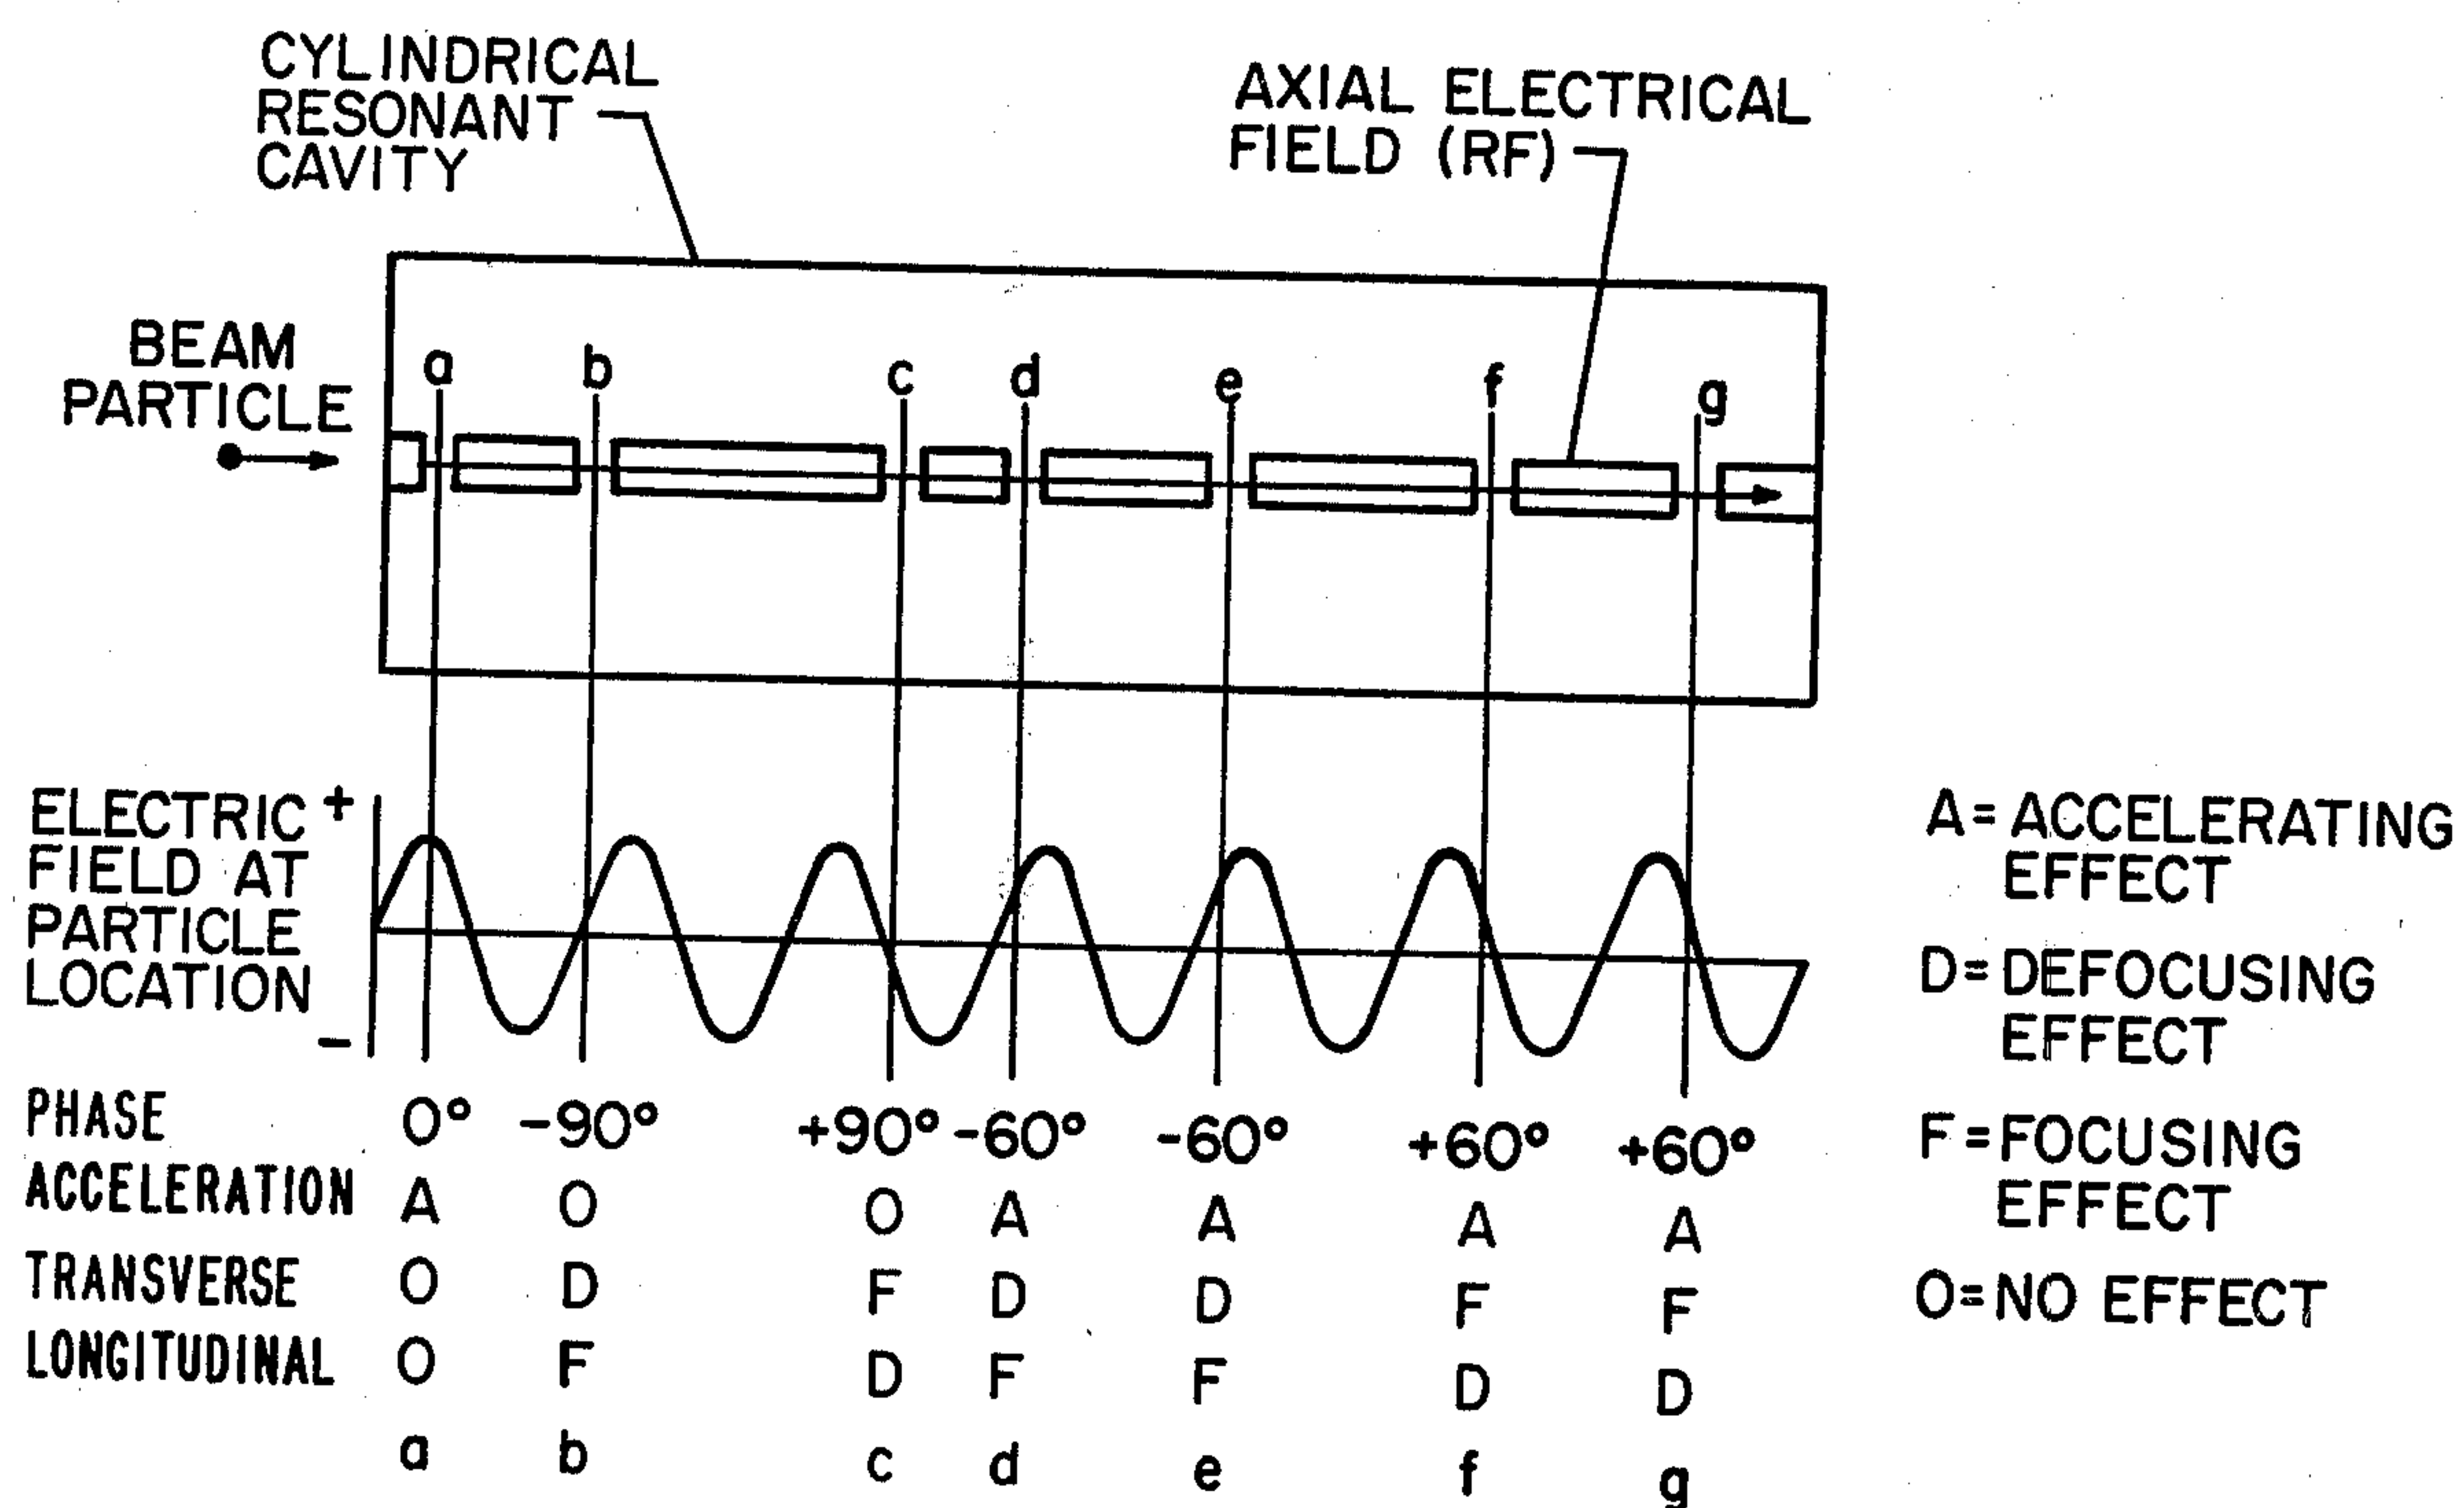 CYLINDRICAL
RESONANT
CAVITY
AXIAL ELECTRICAL
FIELD (RF)
BEAM
PARTICLE
a b c d e f g
ELECTRIC +
FIELD AT
PARTICLE
LOCATION
-
A= ACCELERATING
EFFECT
D= DEFOCUSING
EFFECT
F= FOCUSING
EFFECT
O= NO EFFECT
PHASE 0° -90° +90° -60° -60° +60° +60°
ACCELERATION A O O A A A A
TRANSVERSE O D F D D F F
LONGITUDINAL O F D F F D D
a b c d e f g